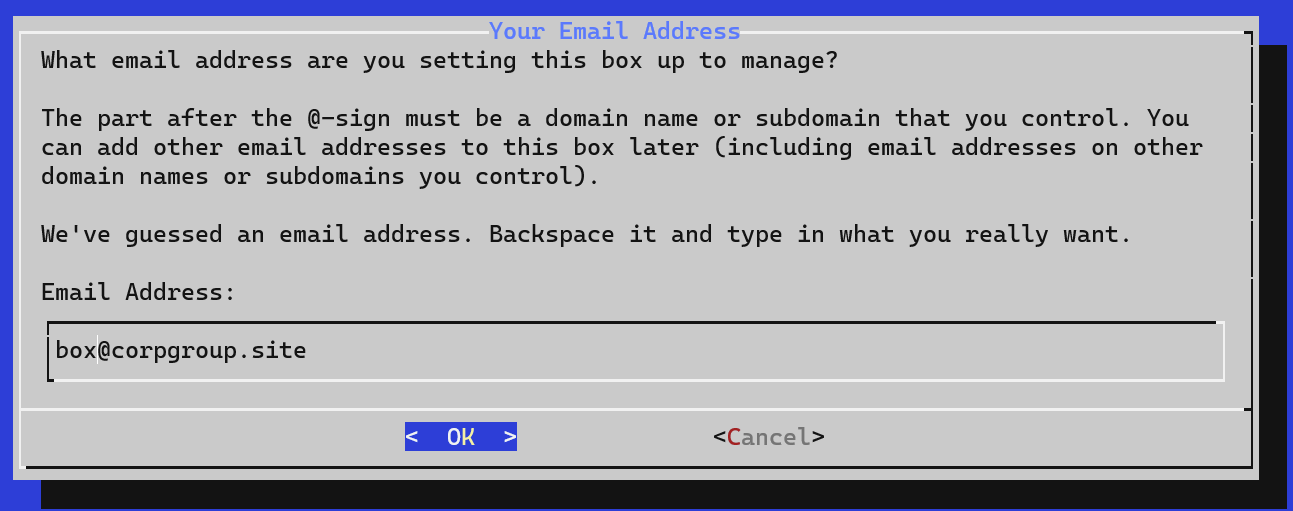 Your Email Address
What email address are you setting this box up to manage?
The part after the @-sign must be a domain name or subdomain that you control. You
can add other email addresses to this box later (including email addresses on other
domain names or subdomains you control).
We've guessed an email address. Backspace it and type in what you really want.
Email Address:
box@corpgroup.site
<  OK  > <Cancel>